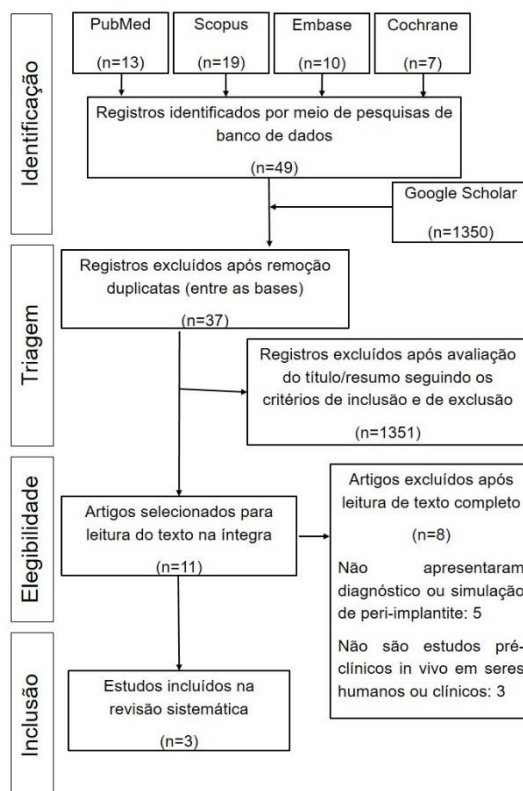 Identificação
PubMed
(n=13)
Scopus
(n=19)
Embase
(n=10)
Cochrane
(n=7)
Registros identificados por meio de pesquisas de
banco de dados
(n=49)
Google Scholar
(n=1350)
Triagem
Registros excluídos após remoção
duplicatas (entre as bases)
(n=37)
Registros excluídos após avaliação
do título/resumo seguindo os
critérios de inclusão e de exclusão
(n=1351)
Elegibilidade
Artigos selecionados para
leitura do texto na íntegra
(n=11)
Artigos excluídos após
leitura de texto completo
(n=8)
Não apresentaram
diagnóstico ou simulação
de peri-implantite: 5
Não são estudos pré-
clínicos in vivo em seres
humanos ou clínicos: 3
Inclusão
Estudos incluídos na
revisão sistemática
(n=3)